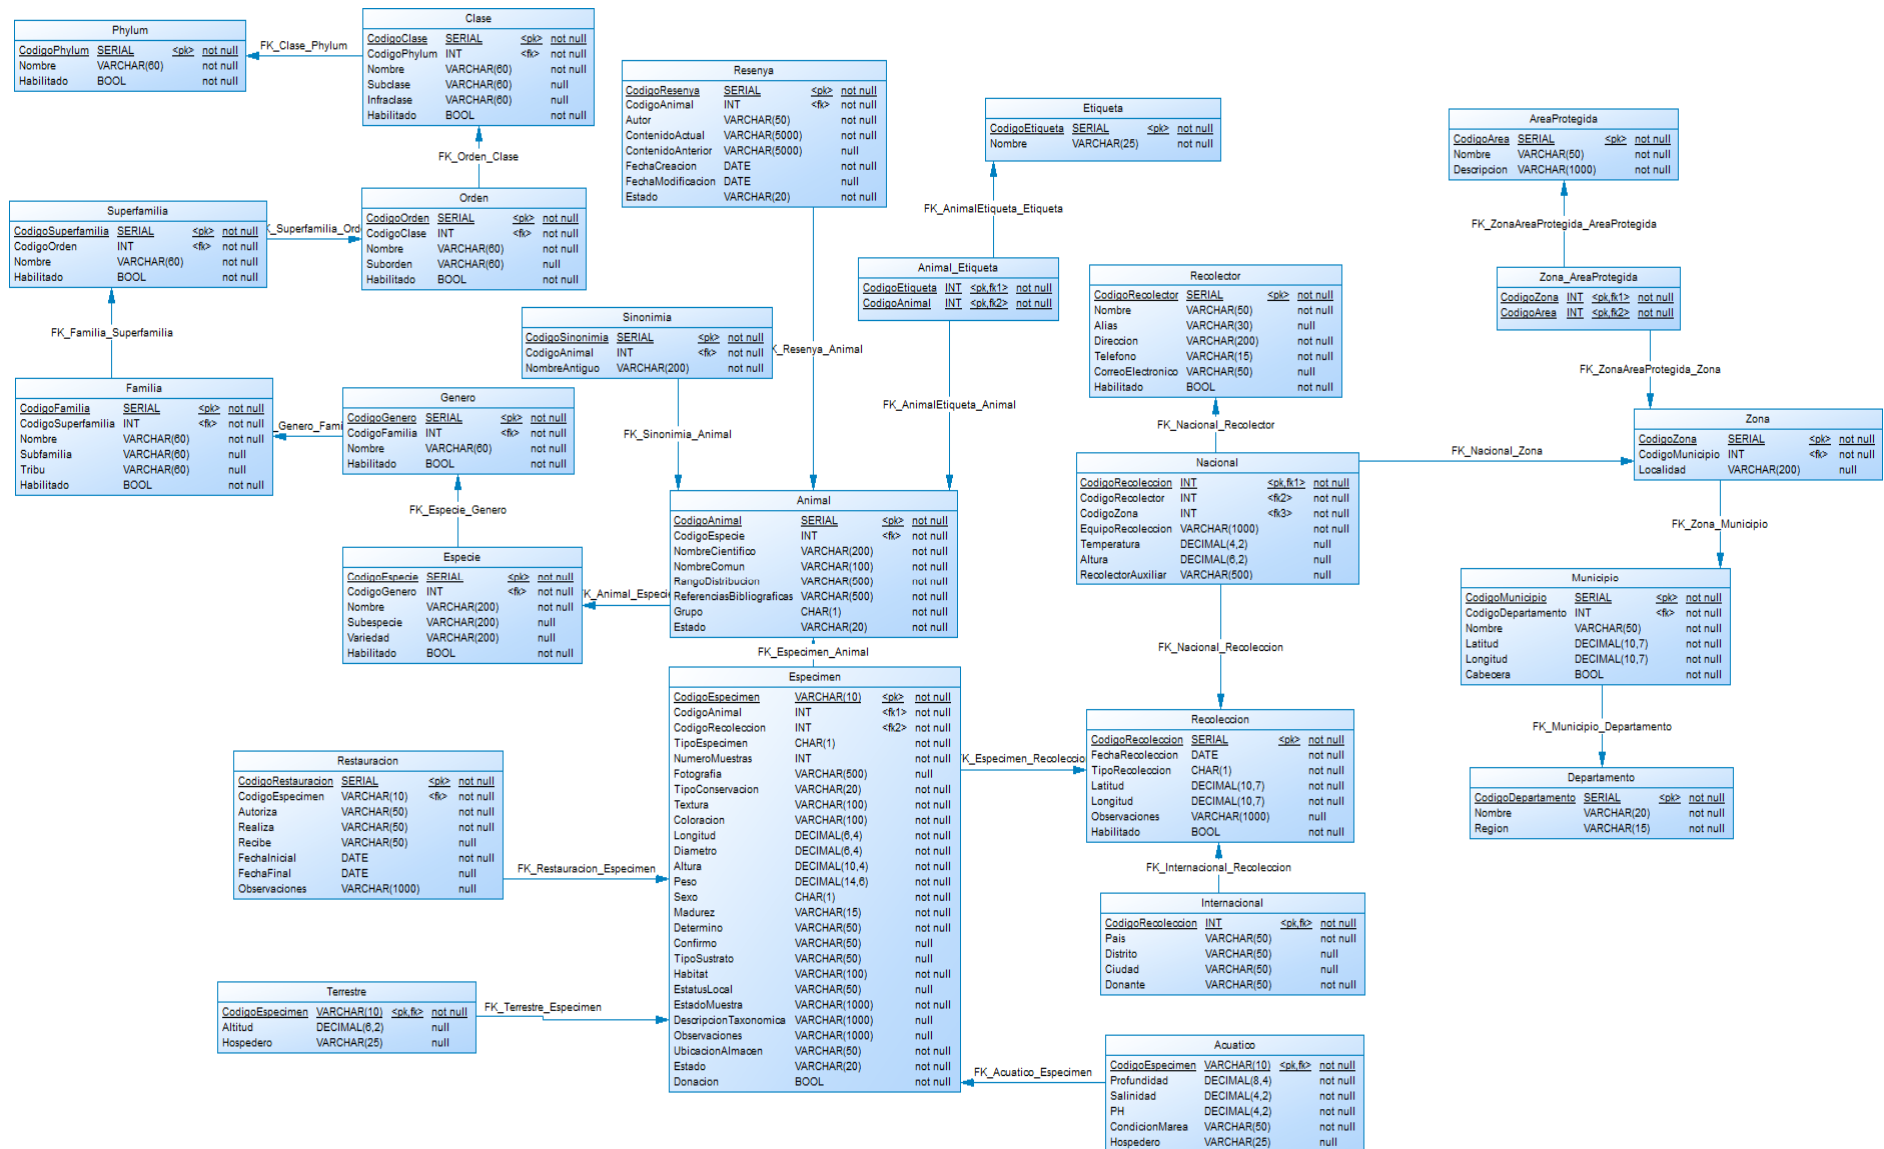 Phylum
CodigoPhylum SERIAL <pk> not null
Nombre VARCHAR(60) not null
Habilitado BOOL not null
FK_Clase_Phylum
Clase
CodigoClase SERIAL <pk> not null
CodigoPhylum INT <fk> not null
Nombre VARCHAR(60) not null
Subclase VARCHAR(60) null
Infraclase VARCHAR(60) null
Habilitado BOOL not null
FK_Orden_Clase
Orden
CodigoOrden SERIAL <pk> not null
CodigoClase INT <fk> not null
Nombre VARCHAR(60) not null
Suborden VARCHAR(60) null
Habilitado BOOL not null
Superfamilia
CodigoSuperfamilia SERIAL <pk> not null
CodigoOrden INT <fk> not null
Nombre VARCHAR(60) not null
Habilitado BOOL not null
K_Superfamilia_Ord
FK_Familia_Superfamilia
Familia
CodigoFamilia SERIAL <pk> not null
CodigoSuperfamilia INT <fk> not null
Nombre VARCHAR(60) not null
Subfamilia VARCHAR(60) null
Tribu VARCHAR(60) null
Habilitado BOOL not null
_Genero_Fami
Genero
CodigoGenero SERIAL <pk> not null
CodigoFamilia INT <fk> not null
Nombre VARCHAR(60) not null
Habilitado BOOL not null
FK_Especie_Genero
Especie
CodigoEspecie SERIAL <pk> not null
CodigoGenero INT <fk> not null
Nombre VARCHAR(200) not null
Subespecie VARCHAR(200) null
Variedad VARCHAR(200) null
Habilitado BOOL not null
K_Animal_Especi
Resenya
CodigoResenya SERIAL <pk> not null
CodigoAnimal INT <fk> not null
Autor VARCHAR(50) not null
ContenidoActual VARCHAR(5000) not null
ContenidoAnterior VARCHAR(5000) null
FechaCreacion DATE not null
FechaModificacion DATE null
Estado VARCHAR(20) not null
K_Resenya_Animal
Sinonimia
CodigoSinonimia SERIAL <pk> not null
CodigoAnimal INT <fk> not null
NombreAntiguo VARCHAR(200) not null
FK_Sinonimia_Animal
Etiqueta
CodigoEtiqueta SERIAL <pk> not null
Nombre VARCHAR(25) not null
FK_AnimalEtiqueta_Etiqueta
Animal_Etiqueta
CodigoEtiqueta INT <pk,fk1> not null
CodigoAnimal INT <pk,fk2> not null
FK_AnimalEtiqueta_Animal
Animal
CodigoAnimal SERIAL <pk> not null
CodigoEspecie INT <fk> not null
NombreCientifico VARCHAR(200) not null
NombreComun VARCHAR(100) not null
RangoDistribucion VARCHAR(500) not null
ReferenciasBibliograficas VARCHAR(500) not null
Grupo CHAR(1) not null
Estado VARCHAR(20) not null
FK_Especimen_Animal
Especimen
CodigoEspecimen VARCHAR(10) <pk> not null
CodigoAnimal INT <fk1> not null
CodigoRecoleccion INT <fk2> not null
TipoEspecimen CHAR(1) not null
NumeroMuestras INT not null
Fotografia VARCHAR(500) null
TipoConservacion VARCHAR(20) not null
Textura VARCHAR(100) not null
Coloracion VARCHAR(100) not null
Longitud DECIMAL(6,4) not null
Diametro DECIMAL(6,4) not null
Altura DECIMAL(10,4) not null
Peso DECIMAL(14,6) not null
Sexo CHAR(1) not null
Madurez VARCHAR(15) not null
Determino VARCHAR(50) not null
Confirmo VARCHAR(50) null
TipoSustrato VARCHAR(50) null
Habitat VARCHAR(100) not null
EstatusLocal VARCHAR(50) null
EstadoMuestra VARCHAR(1000) not null
DescripcionTaxonomica VARCHAR(1000) null
Observaciones VARCHAR(1000) null
UbicacionAlmacen VARCHAR(50) not null
Estado VARCHAR(20) not null
Donacion BOOL not null
Restauracion
CodigoRestauracion SERIAL <pk> not null
CodigoEspecimen VARCHAR(10) <fk> not null
Autoriza VARCHAR(50) not null
Realiza VARCHAR(50) not null
Recibe VARCHAR(50) null
FechaInicial DATE not null
FechaFinal DATE null
Observaciones VARCHAR(1000) null
FK_Restauracion_Especimen
Terrestre
CodigoEspecimen VARCHAR(10) <pk,fk> not null
Altitud DECIMAL(6,2) null
Hospedero VARCHAR(25) null
FK_Terrestre_Especimen
Recolector
CodigoRecolector SERIAL <pk> not null
Nombre VARCHAR(50) not null
Alias VARCHAR(30) null
Direccion VARCHAR(200) not null
Telefono VARCHAR(15) not null
CorreoElectronico VARCHAR(50) null
Habilitado BOOL not null
FK_Nacional_Recolector
Nacional
CodigoRecoleccion INT <pk,fk1> not null
CodigoRecolector INT <fk2> not null
CodigoZona INT <fk3> not null
EquipoRecoleccion VARCHAR(1000) not null
Temperatura DECIMAL(4,2) null
Altura DECIMAL(6,2) null
RecolectorAuxiliar VARCHAR(500) null
FK_Nacional_Zona
FK_Nacional_Recoleccion
Recoleccion
CodigoRecoleccion SERIAL <pk> not null
FechaRecoleccion DATE not null
TipoRecoleccion CHAR(1) not null
Latitud DECIMAL(10,7) not null
Longitud DECIMAL(10,7) not null
Observaciones VARCHAR(1000) null
Habilitado BOOL not null
K_Especimen_Recoleccio
FK_Internacional_Recoleccion
Internacional
CodigoRecoleccion INT <pk,fk> not null
Pais VARCHAR(50) not null
Distrito VARCHAR(50) null
Ciudad VARCHAR(50) null
Donante VARCHAR(50) not null
FK_Acuatico_Especimen
Acuatico
CodigoEspecimen VARCHAR(10) <pk,fk> not null
Profundidad DECIMAL(8,4) not null
Salinidad DECIMAL(4,2) not null
PH DECIMAL(4,2) not null
CondicionMarea VARCHAR(50) not null
Hospedero VARCHAR(25) null
AreaProtegida
CodigoArea SERIAL <pk> not null
Nombre VARCHAR(50) not null
Descripcion VARCHAR(1000) not null
FK_ZonaAreaProtegida_AreaProtegida
Zona_AreaProtegida
CodigoZona INT <pk,fk1> not null
CodigoArea INT <pk,fk2> not null
FK_ZonaAreaProtegida_Zona
Zona
CodigoZona SERIAL <pk> not null
CodigoMunicipio INT <fk> not null
Localidad VARCHAR(200) null
FK_Zona_Municipio
Municipio
CodigoMunicipio SERIAL <pk> not null
CodigoDepartamento INT <fk> not null
Nombre VARCHAR(50) not null
Latitud DECIMAL(10,7) not null
Longitud DECIMAL(10,7) not null
Cabecera BOOL not null
FK_Municipio_Departamento
Departamento
CodigoDepartamento SERIAL <pk> not null
Nombre VARCHAR(20) not null
Region VARCHAR(15) not null